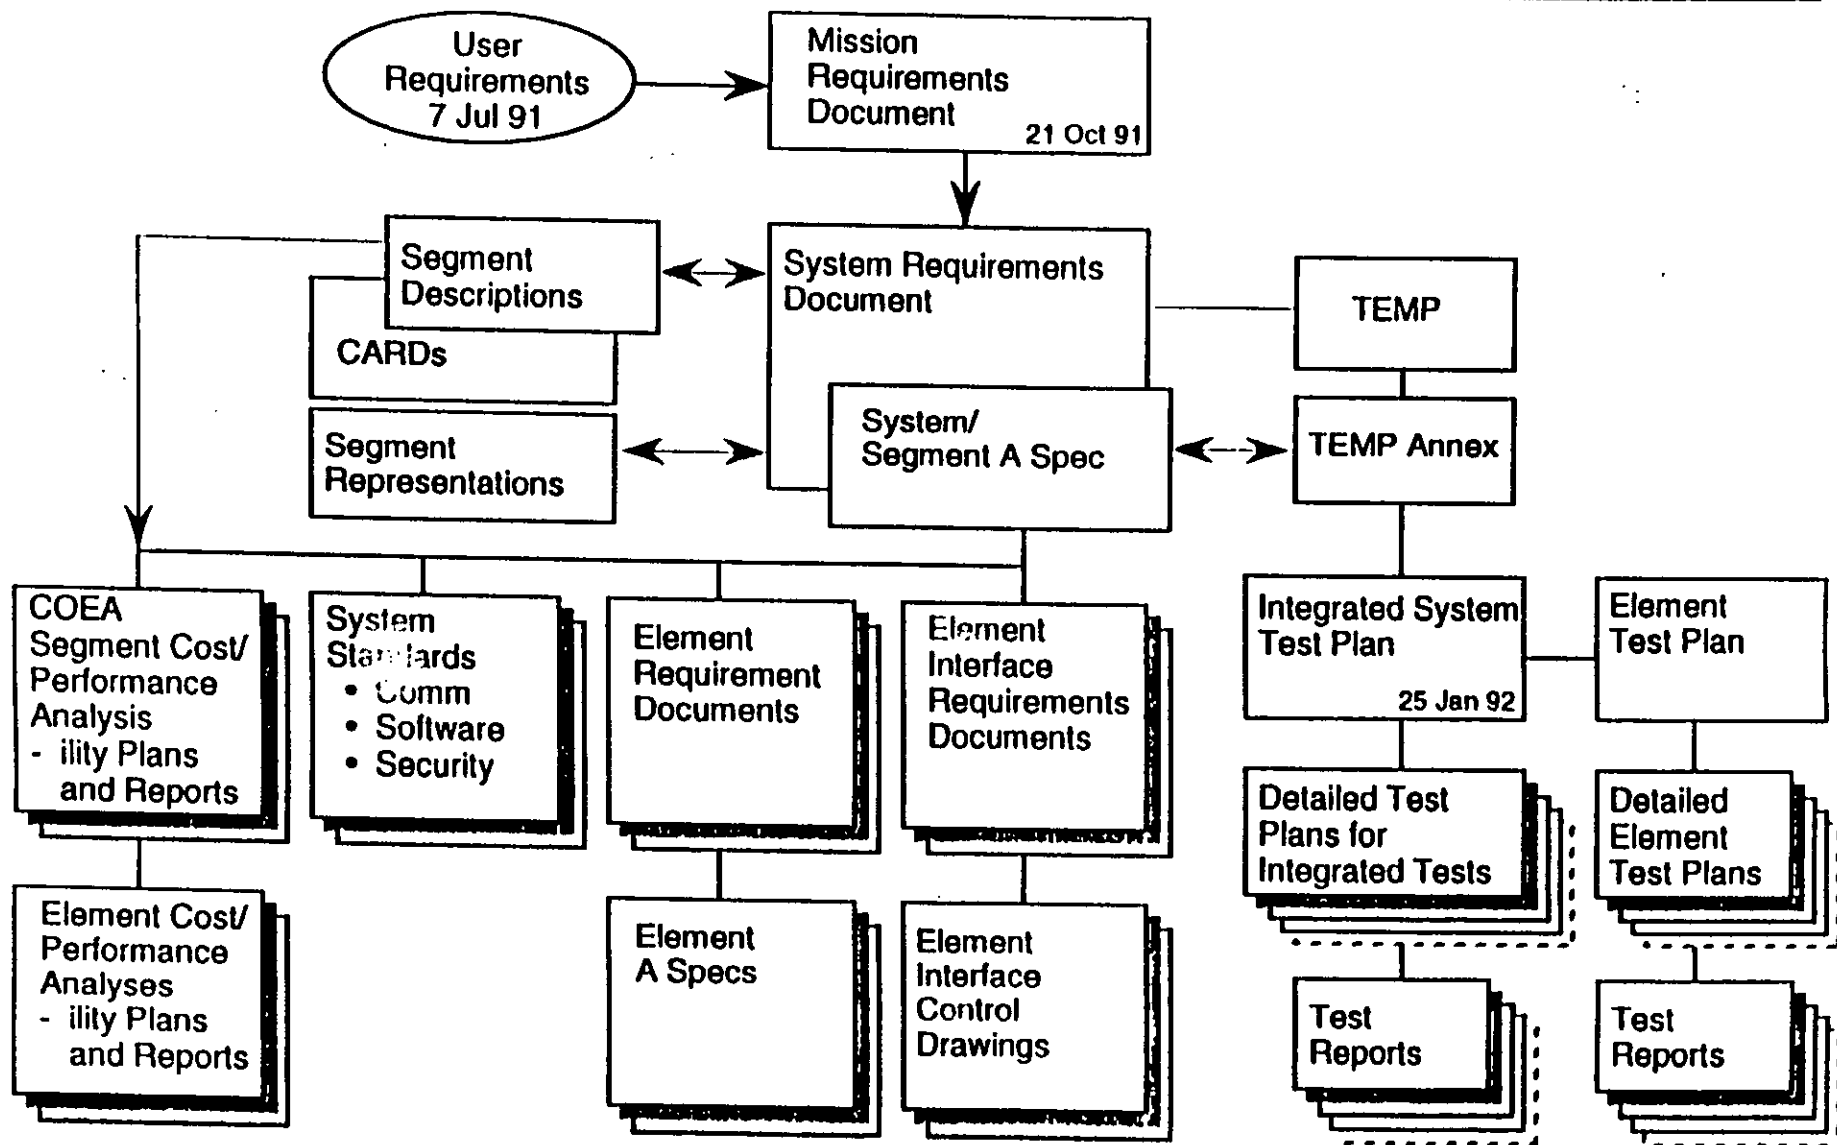 User
Requirements
7 Jul 91
Mission
Requirements
Document
21 Oct 91
Segment
Descriptions
CARDs
Segment
Representations
System Requirements
Document
System/
Segment A Spec
TEMP
TEMP Annex
COEA
Segment Cost/
Performance
Analysis
- ility Plans
and Reports
System
Standards
• Comm
• Software
• Security
Element
Requirement
Documents
Element
Interface
Requirements
Documents
Integrated System
Test Plan
25 Jan 92
Element
Test Plan
Element Cost/
Performance
Analyses
- ility Plans
and Reports
Element
A Specs
Element
Interface
Control
Drawings
Detailed Test
Plans for
Integrated Tests
Detailed
Element
Test Plans
Test
Reports
Test
Reports